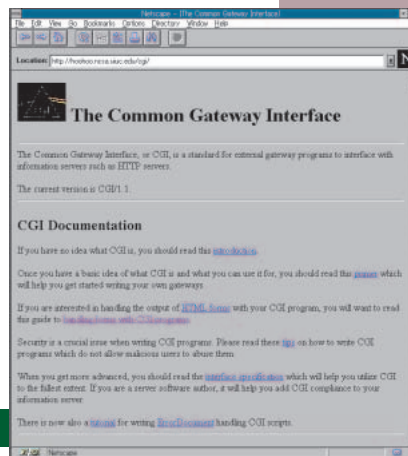 Netscape - [The Common Gateway Interface]
File Edit View Go Bookmarks Options Directory Window Help
Location: http://hoohoo.ncsa.uiuc.edu/cgi/
N
The Common Gateway Interface
The Common Gateway Interface, or CGI, is a standard for external gateway programs to interface with
information servers such as HTTP servers.
The current version is CGI/1.1.
CGI Documentation
If you have no idea what CGI is, you should read this introduction.
Once you have a basic idea of what CGI is and what you can use it for, you should read this primer which
will help you get started writing your own gateways.
If you are interested in handling the output of HTML forms with your CGI program, you will want to read
this guide to handling forms with CGI programs.
Security is a crucial issue when writing CGI programs. Please read these tips on how to write CGI
programs which do not allow malicious users to abuse them.
When you get more advanced, you should read the interface specification which will help you utilize CGI
to the fullest extent. If you are a server software author, it will help you add CGI compliance to your
information server.
There is now also a tutorial for writing ErrorDocument handling CGI scripts.
Netscape